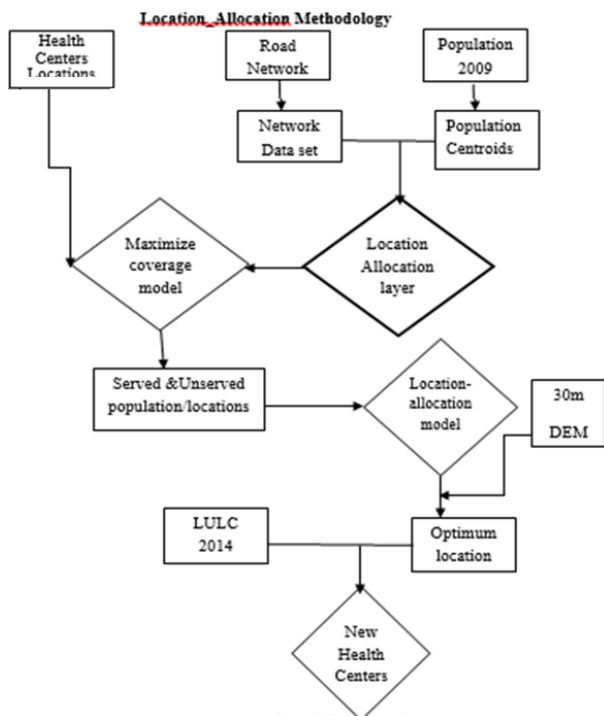 Location_Allocation Methodology
Health
Centers
Locations
Road
Network
Population
2009
Network
Data set
Population
Centroids
Maximize
coverage
model
Location
Allocation
layer
Served &Unserved
population/locations
Location-
allocation
model
30m
DEM
LULC
2014
Optimum
location
New
Health
Centers